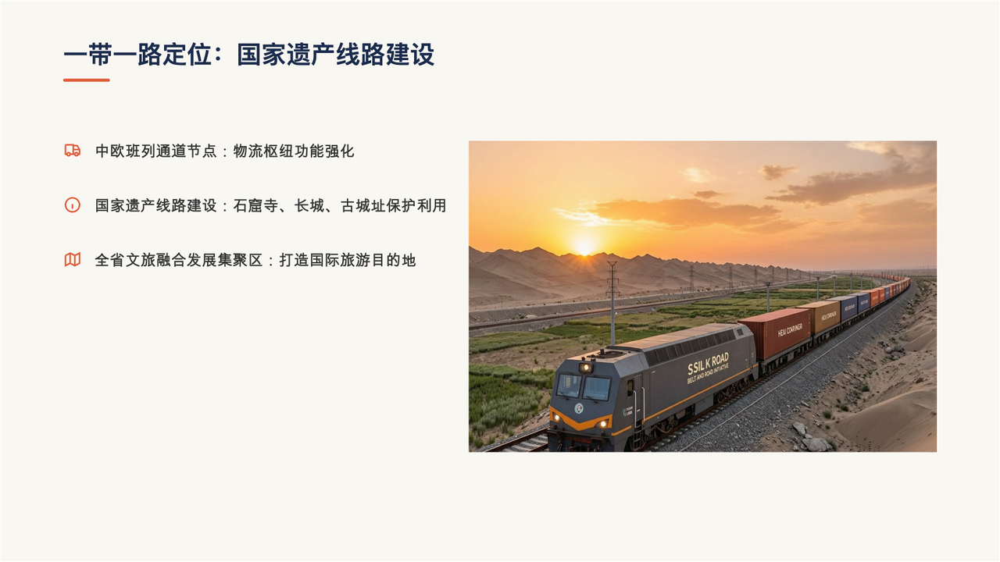 一带一路定位：国家遗产线路建设
中欧班列通道节点：物流枢纽功能强化
国家遗产线路建设：石窟寺、长城、古城址保护利用
全省文旅融合发展集聚区：打造国际旅游目的地
SSILK ROAD
BELT AND ROAD INITIATIVE